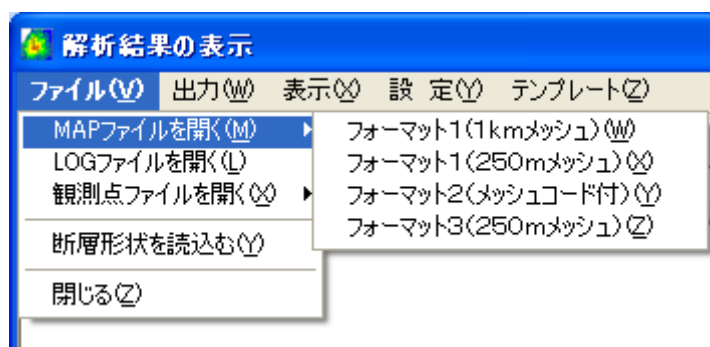 解析結果の表示
ファイル(V) 出力(W) 表示(X) 設 定(Y) テンプレート(Z)
MAPファイルを開く(M)
LOGファイルを開く(L)
観測点ファイルを開く(X)
断層形状を読込む(Y)
閉じる(Z)
フォーマット1(1kmメッシュ)(W)
フォーマット1(250mメッシュ)(X)
フォーマット2(メッシュコード付)(Y)
フォーマット3(250mメッシュ)(Z)